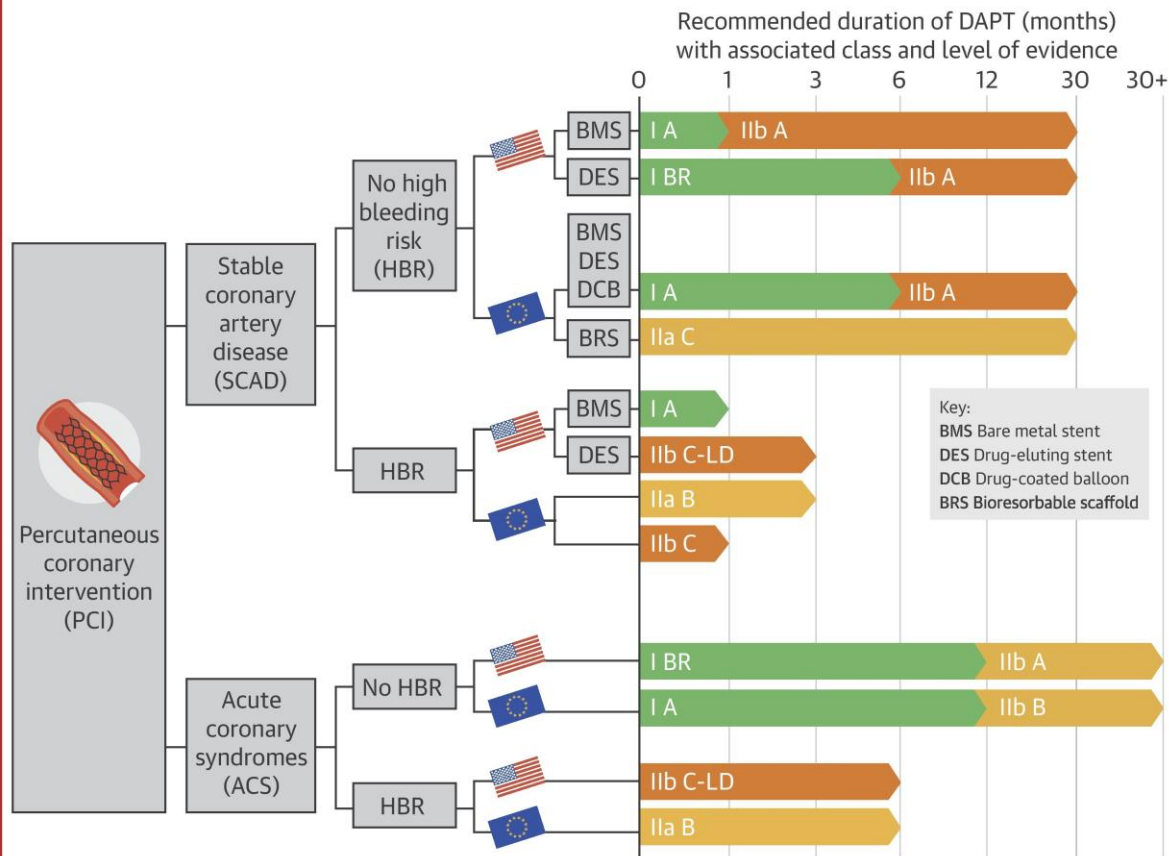 Recommended duration of DAPT (months)
with associated class and level of evidence
0 1 3 6 12 30 30+
Percutaneous
coronary
intervention
(PCI)
Stable
coronary
artery
disease
(SCAD)
No high
bleeding
risk
(HBR)
BMS
I A IIb A
DES
I BR IIb A
BMS
DES
DCB
I A IIb A
BRS
IIa C
HBR
BMS
I A
DES
IIb C-LD
IIa B
IIb C
Key:
BMS Bare metal stent
DES Drug-eluting stent
DCB Drug-coated balloon
BRS Bioresorbable scaffold
Acute
coronary
syndromes
(ACS)
No HBR
I BR IIb A
I A IIb B
HBR
IIb C-LD
IIa B